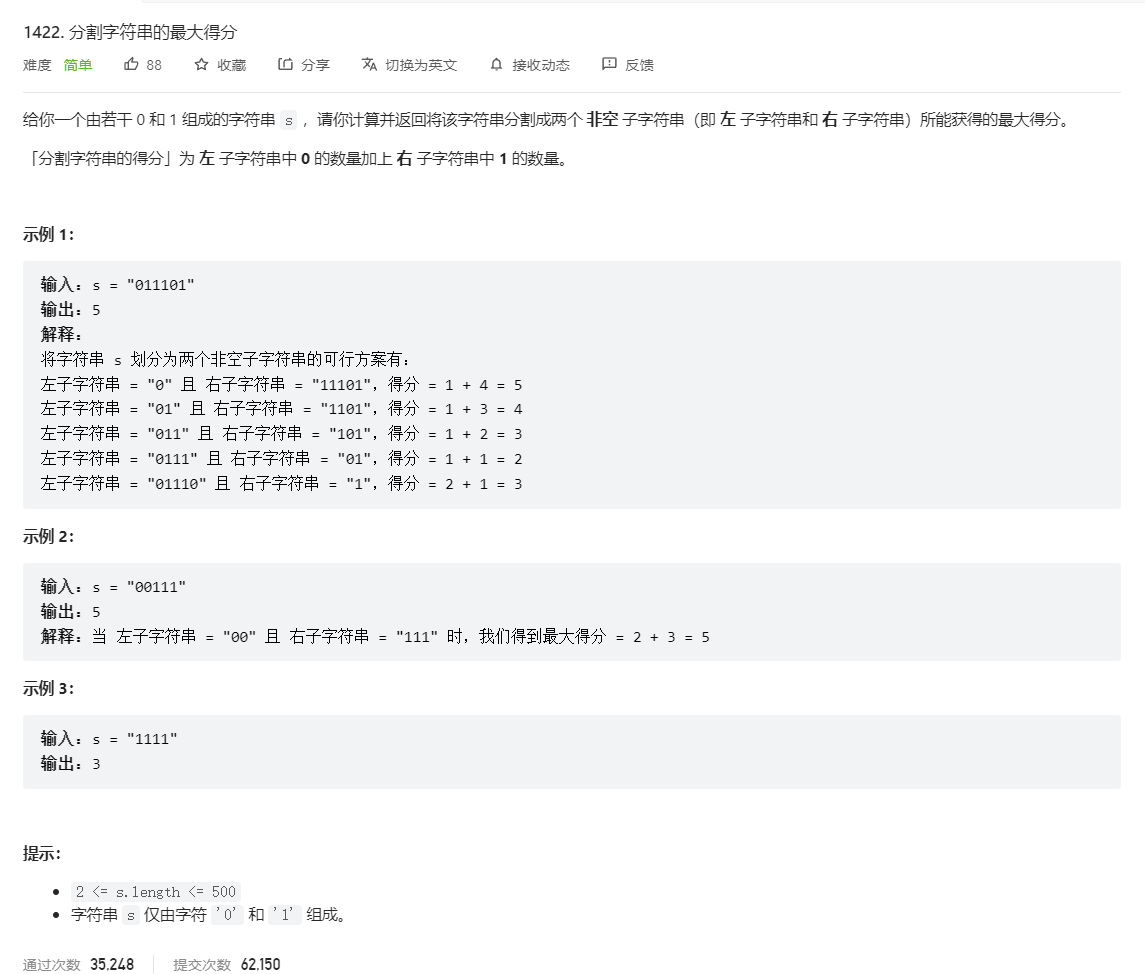 1422. 分割字符串的最大得分
难度 简单 88 收藏 分享 切换为英文 接收动态 反馈
给你一个由若干 0 和 1 组成的字符串 s ，请你计算并返回将该字符串分割成两个 非空 子字符串（即 左 子字符串和 右 子字符串）所能获得的最大得分。
「分割字符串的得分」为 左 子字符串中 0 的数量加上 右 子字符串中 1 的数量。
示例 1：
输入：s = "011101"
输出：5
解释：
将字符串 s 划分为两个非空子字符串的可行方案有：
左子字符串 = "0" 且 右子字符串 = "11101"，得分 = 1 + 4 = 5
左子字符串 = "01" 且 右子字符串 = "1101"，得分 = 1 + 3 = 4
左子字符串 = "011" 且 右子字符串 = "101"，得分 = 1 + 2 = 3
左子字符串 = "0111" 且 右子字符串 = "01"，得分 = 1 + 1 = 2
左子字符串 = "01110" 且 右子字符串 = "1"，得分 = 2 + 1 = 3
示例 2：
输入：s = "00111"
输出：5
解释：当 左子字符串 = "00" 且 右子字符串 = "111" 时，我们得到最大得分 = 2 + 3 = 5
示例 3：
输入：s = "1111"
输出：3
提示：
• 2 <= s.length <= 500
• 字符串 s 仅由字符 '0' 和 '1' 组成。
通过次数 35,248 提交次数 62,150